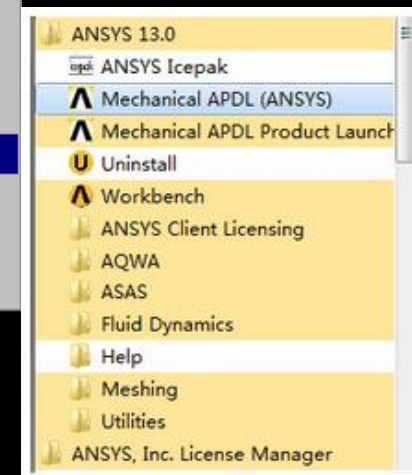 ANSYS 13.0
ANSYS Icepak
Mechanical APDL (ANSYS)
Mechanical APDL Product Launch
Uninstall
Workbench
ANSYS Client Licensing
AQWA
ASAS
Fluid Dynamics
Help
Meshing
Utilities
ANSYS, Inc. License Manager